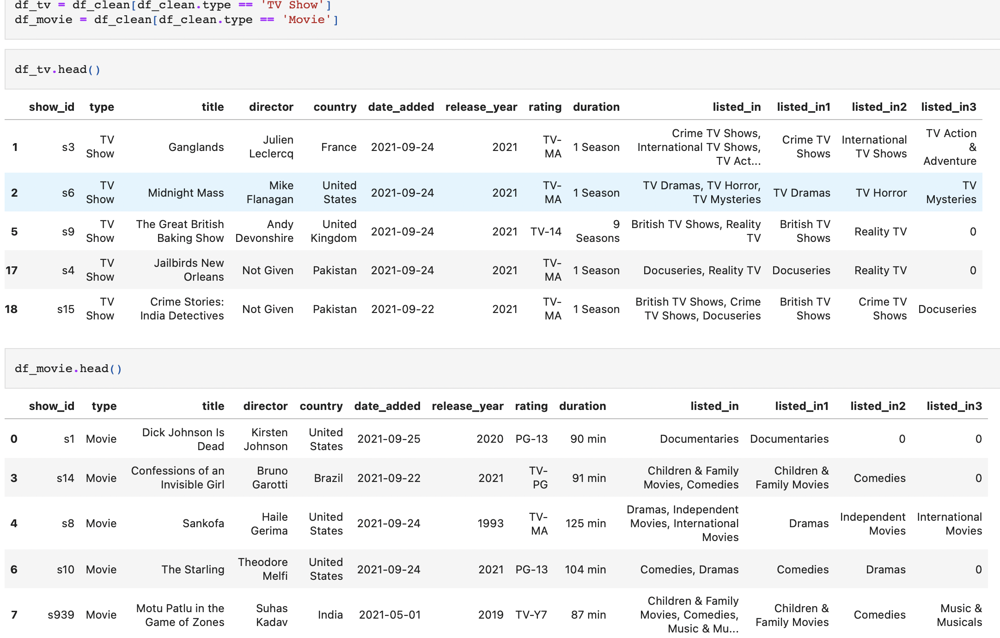 df_tv = df_clean[df_clean.type == 'TV Show']
df_movie = df_clean[df_clean.type == 'Movie']
df_tv.head()
show_id type title director country date_added release_year rating duration listed_in listed_in1 listed_in2 listed_in3
1 s3 TV Show Ganglands Julien Leclercq France 2021-09-24 2021 TV-MA 1 Season Crime TV Shows, International TV Shows, TV Act... Crime TV Shows International TV Shows TV Action & Adventure
2 s6 TV Show Midnight Mass Mike Flanagan United States 2021-09-24 2021 TV-MA 1 Season TV Dramas, TV Horror, TV Mysteries TV Dramas TV Horror TV Mysteries
5 s9 TV Show The Great British Baking Show Andy Devonshire United Kingdom 2021-09-24 2021 TV-14 9 Seasons British TV Shows, Reality TV British TV Shows Reality TV 0
17 s4 TV Show Jailbirds New Orleans Not Given Pakistan 2021-09-24 2021 TV-MA 1 Season Docuseries, Reality TV Docuseries Reality TV 0
18 s15 TV Show Crime Stories: India Detectives Not Given Pakistan 2021-09-22 2021 TV-MA 1 Season British TV Shows, Crime TV Shows, Docuseries British TV Shows Crime TV Shows Docuseries
df_movie.head()
show_id type title director country date_added release_year rating duration listed_in listed_in1 listed_in2 listed_in3
0 s1 Movie Dick Johnson Is Dead Kirsten Johnson United States 2021-09-25 2020 PG-13 90 min Documentaries Documentaries 0 0
3 s14 Movie Confessions of an Invisible Girl Bruno Garotti Brazil 2021-09-22 2021 TV-PG 91 min Children & Family Movies, Comedies Children & Family Movies Comedies 0
4 s8 Movie Sankofa Haile Gerima United States 2021-09-24 1993 TV-MA 125 min Dramas, Independent Movies, International Movies Dramas Independent Movies International Movies
6 s10 Movie The Starling Theodore Melfi United States 2021-09-24 2021 PG-13 104 min Comedies, Dramas Comedies Dramas 0
7 s939 Movie Motu Patlu in the Game of Zones Suhas Kadav India 2021-05-01 2019 TV-Y7 87 min Children & Family Movies, Comedies, Music & Mu... Children & Family Movies Comedies Music & Musicals